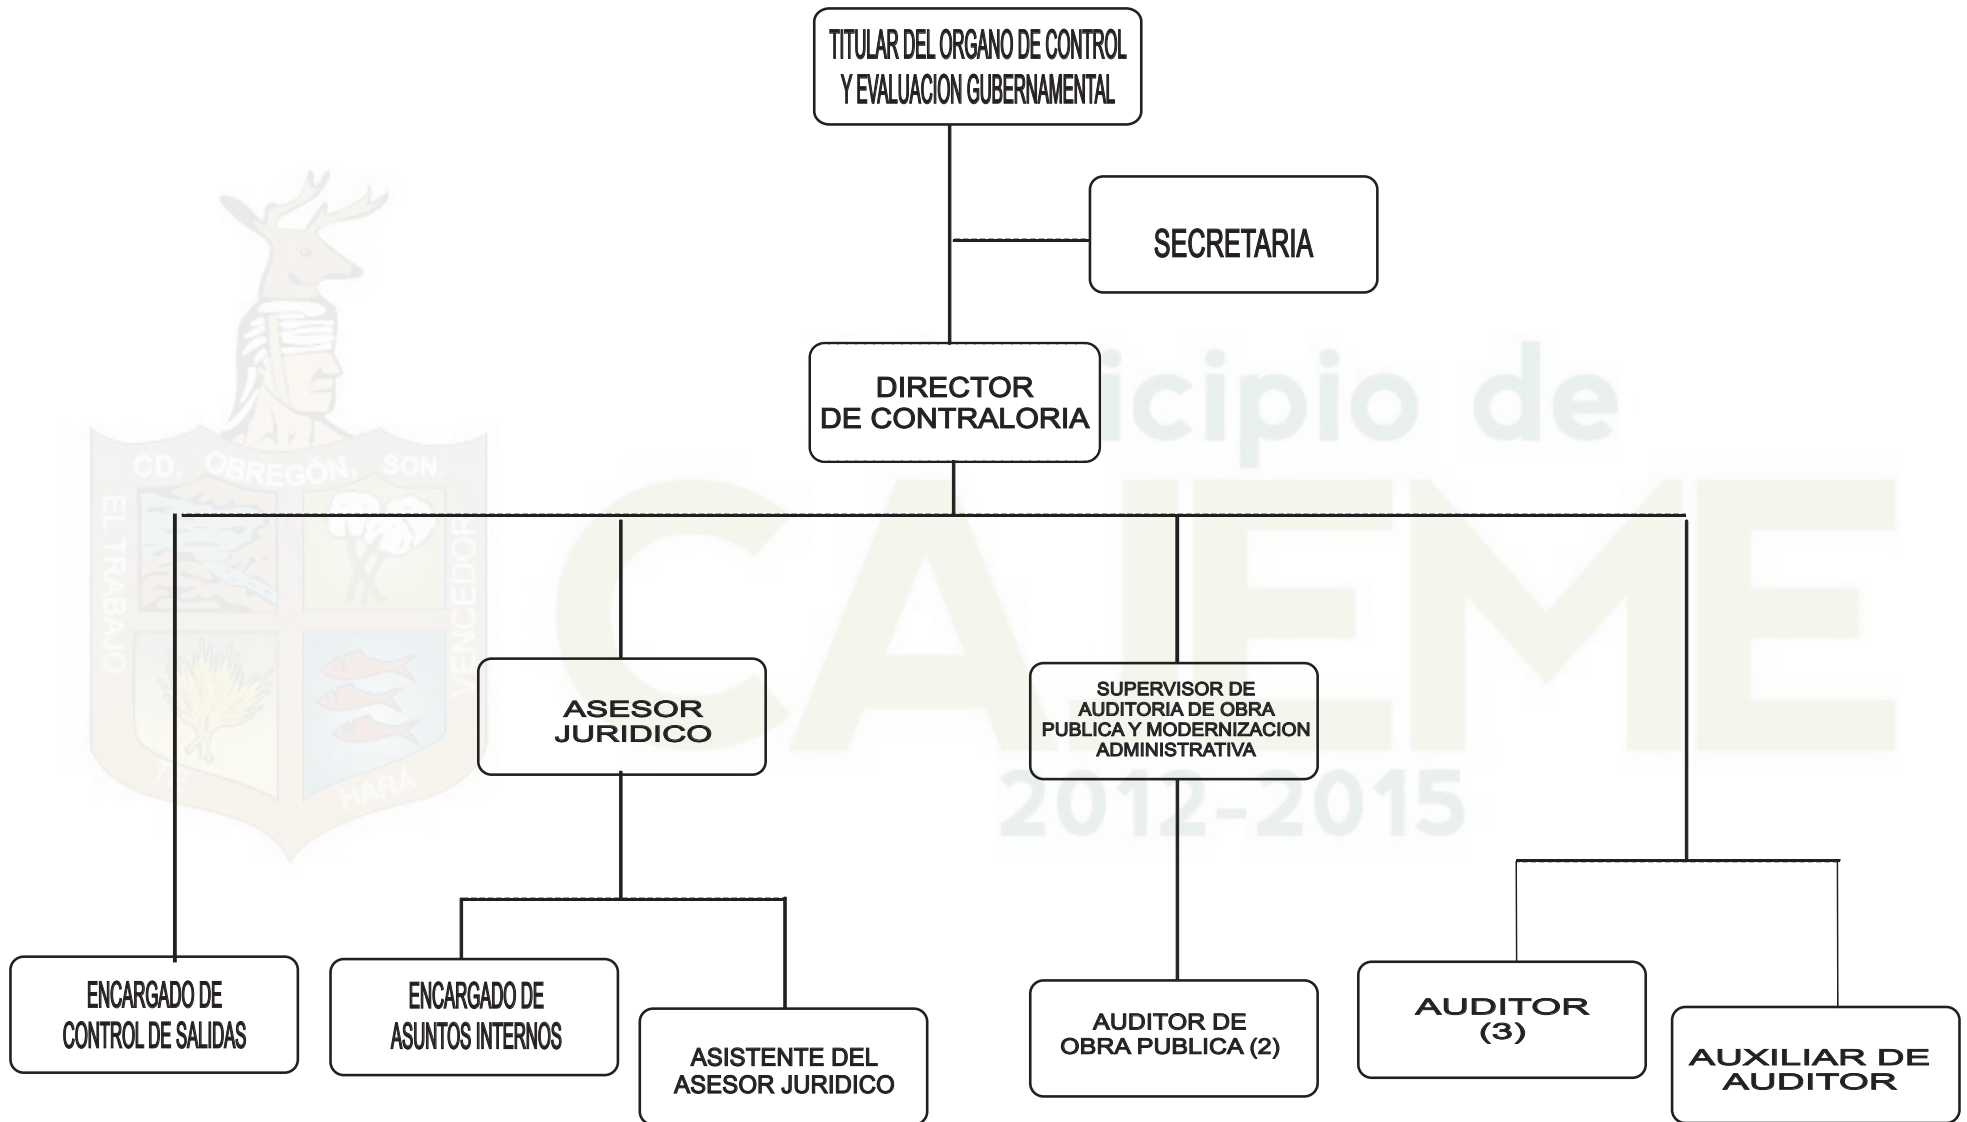 TITULAR DEL ORGANO DE CONTROL
Y EVALUACION GUBERNAMENTAL
SECRETARIA
DIRECTOR
DE CONTRALORIA
icipio de
CAJEME
2012-2015
CD. OBREGÓN, SON.
EL TRABAJO
VENCEDOR
TE
HARÁ
ASESOR
JURIDICO
SUPERVISOR DE
AUDITORIA DE OBRA
PUBLICA Y MODERNIZACION
ADMINISTRATIVA
ENCARGADO DE
CONTROL DE SALIDAS
ENCARGADO DE
ASUNTOS INTERNOS
ASISTENTE DEL
ASESOR JURIDICO
AUDITOR DE
OBRA PUBLICA (2)
AUDITOR
(3)
AUXILIAR DE
AUDITOR